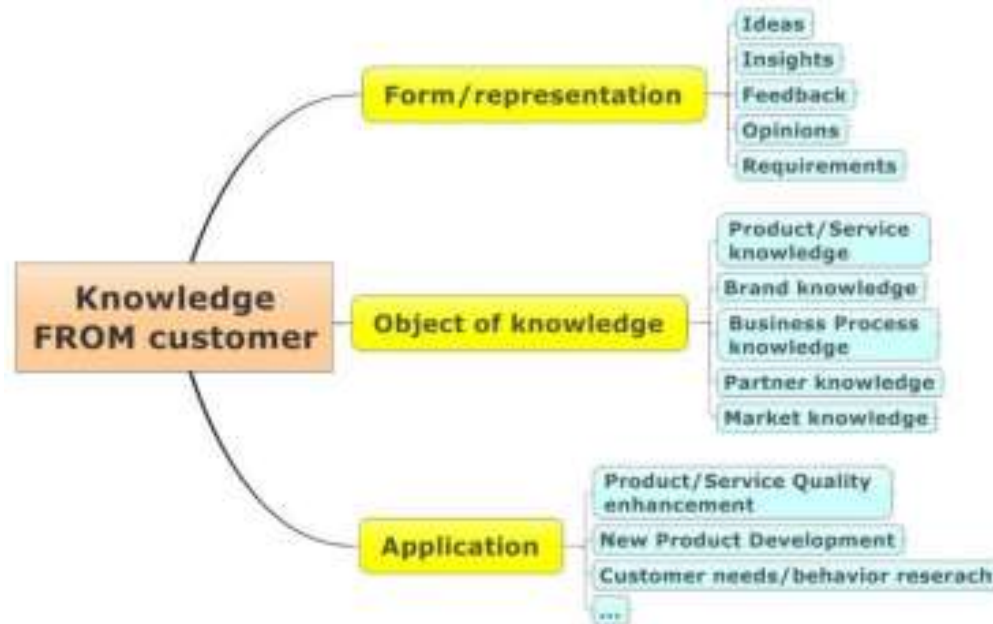 Ideas
Insights
Form/representation
Feedback
Opinions
Requirements
Product/Service
knowledge
Knowledge
FROM customer
Brand knowledge
Object of knowledge
Business Process
knowledge
Partner knowledge
Market knowledge
Product/Service Quality
enhancement
Application
New Product Development
Customer needs/behavior reserach
...